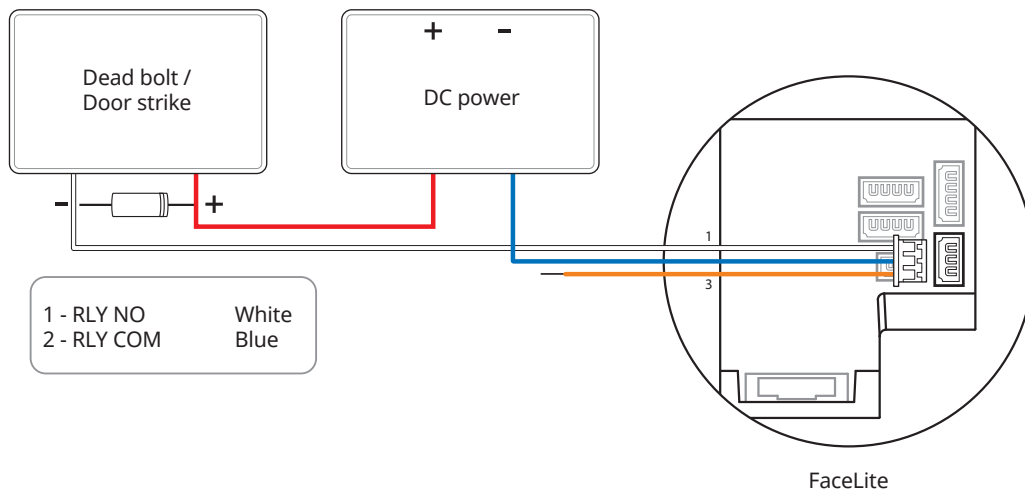 Dead bolt /
Door strike
+ -
DC power
- +
1
3
1 - RLY NO White
2 - RLY COM Blue
FaceLite